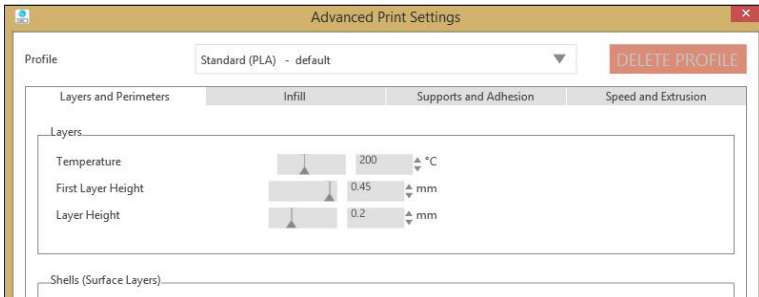 Advanced Print Settings
Profile
Standard (PLA) - default
DELETE PROFILE
Layers and Perimeters Infill Supports and Adhesion Speed and Extrusion
Layers
Temperature 200 °C
First Layer Height 0.45 mm
Layer Height 0.2 mm
Shells (Surface Layers)